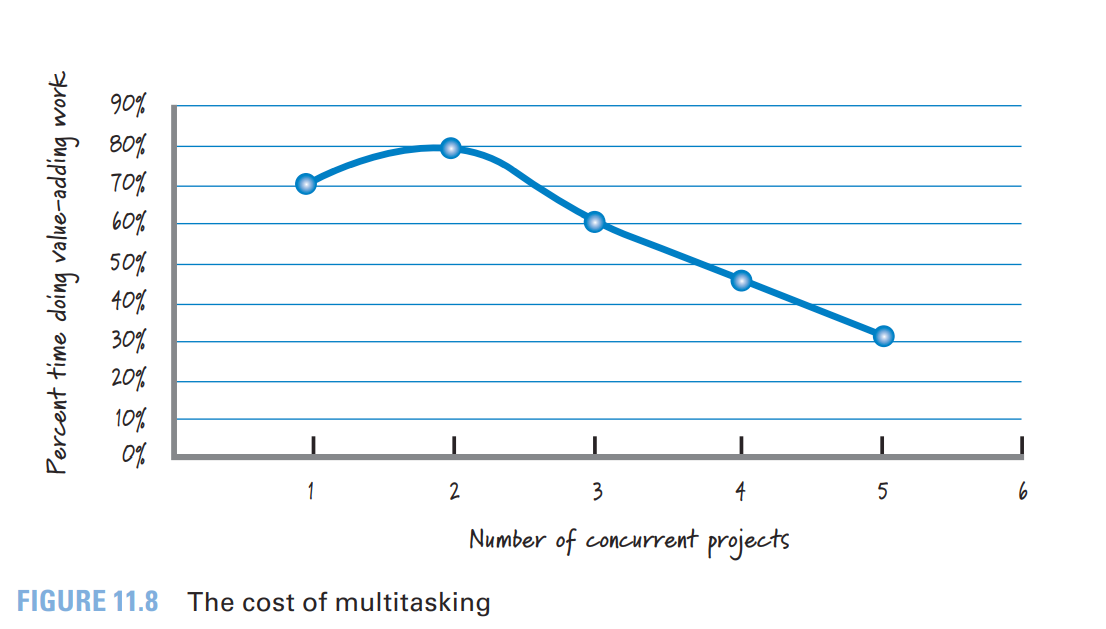 Percent time doing value-adding work
90%
80%
70%
60%
50%
40%
30%
20%
10%
0%
1 2 3 4 5 6
Number of concurrent projects
FIGURE 11.8 The cost of multitasking